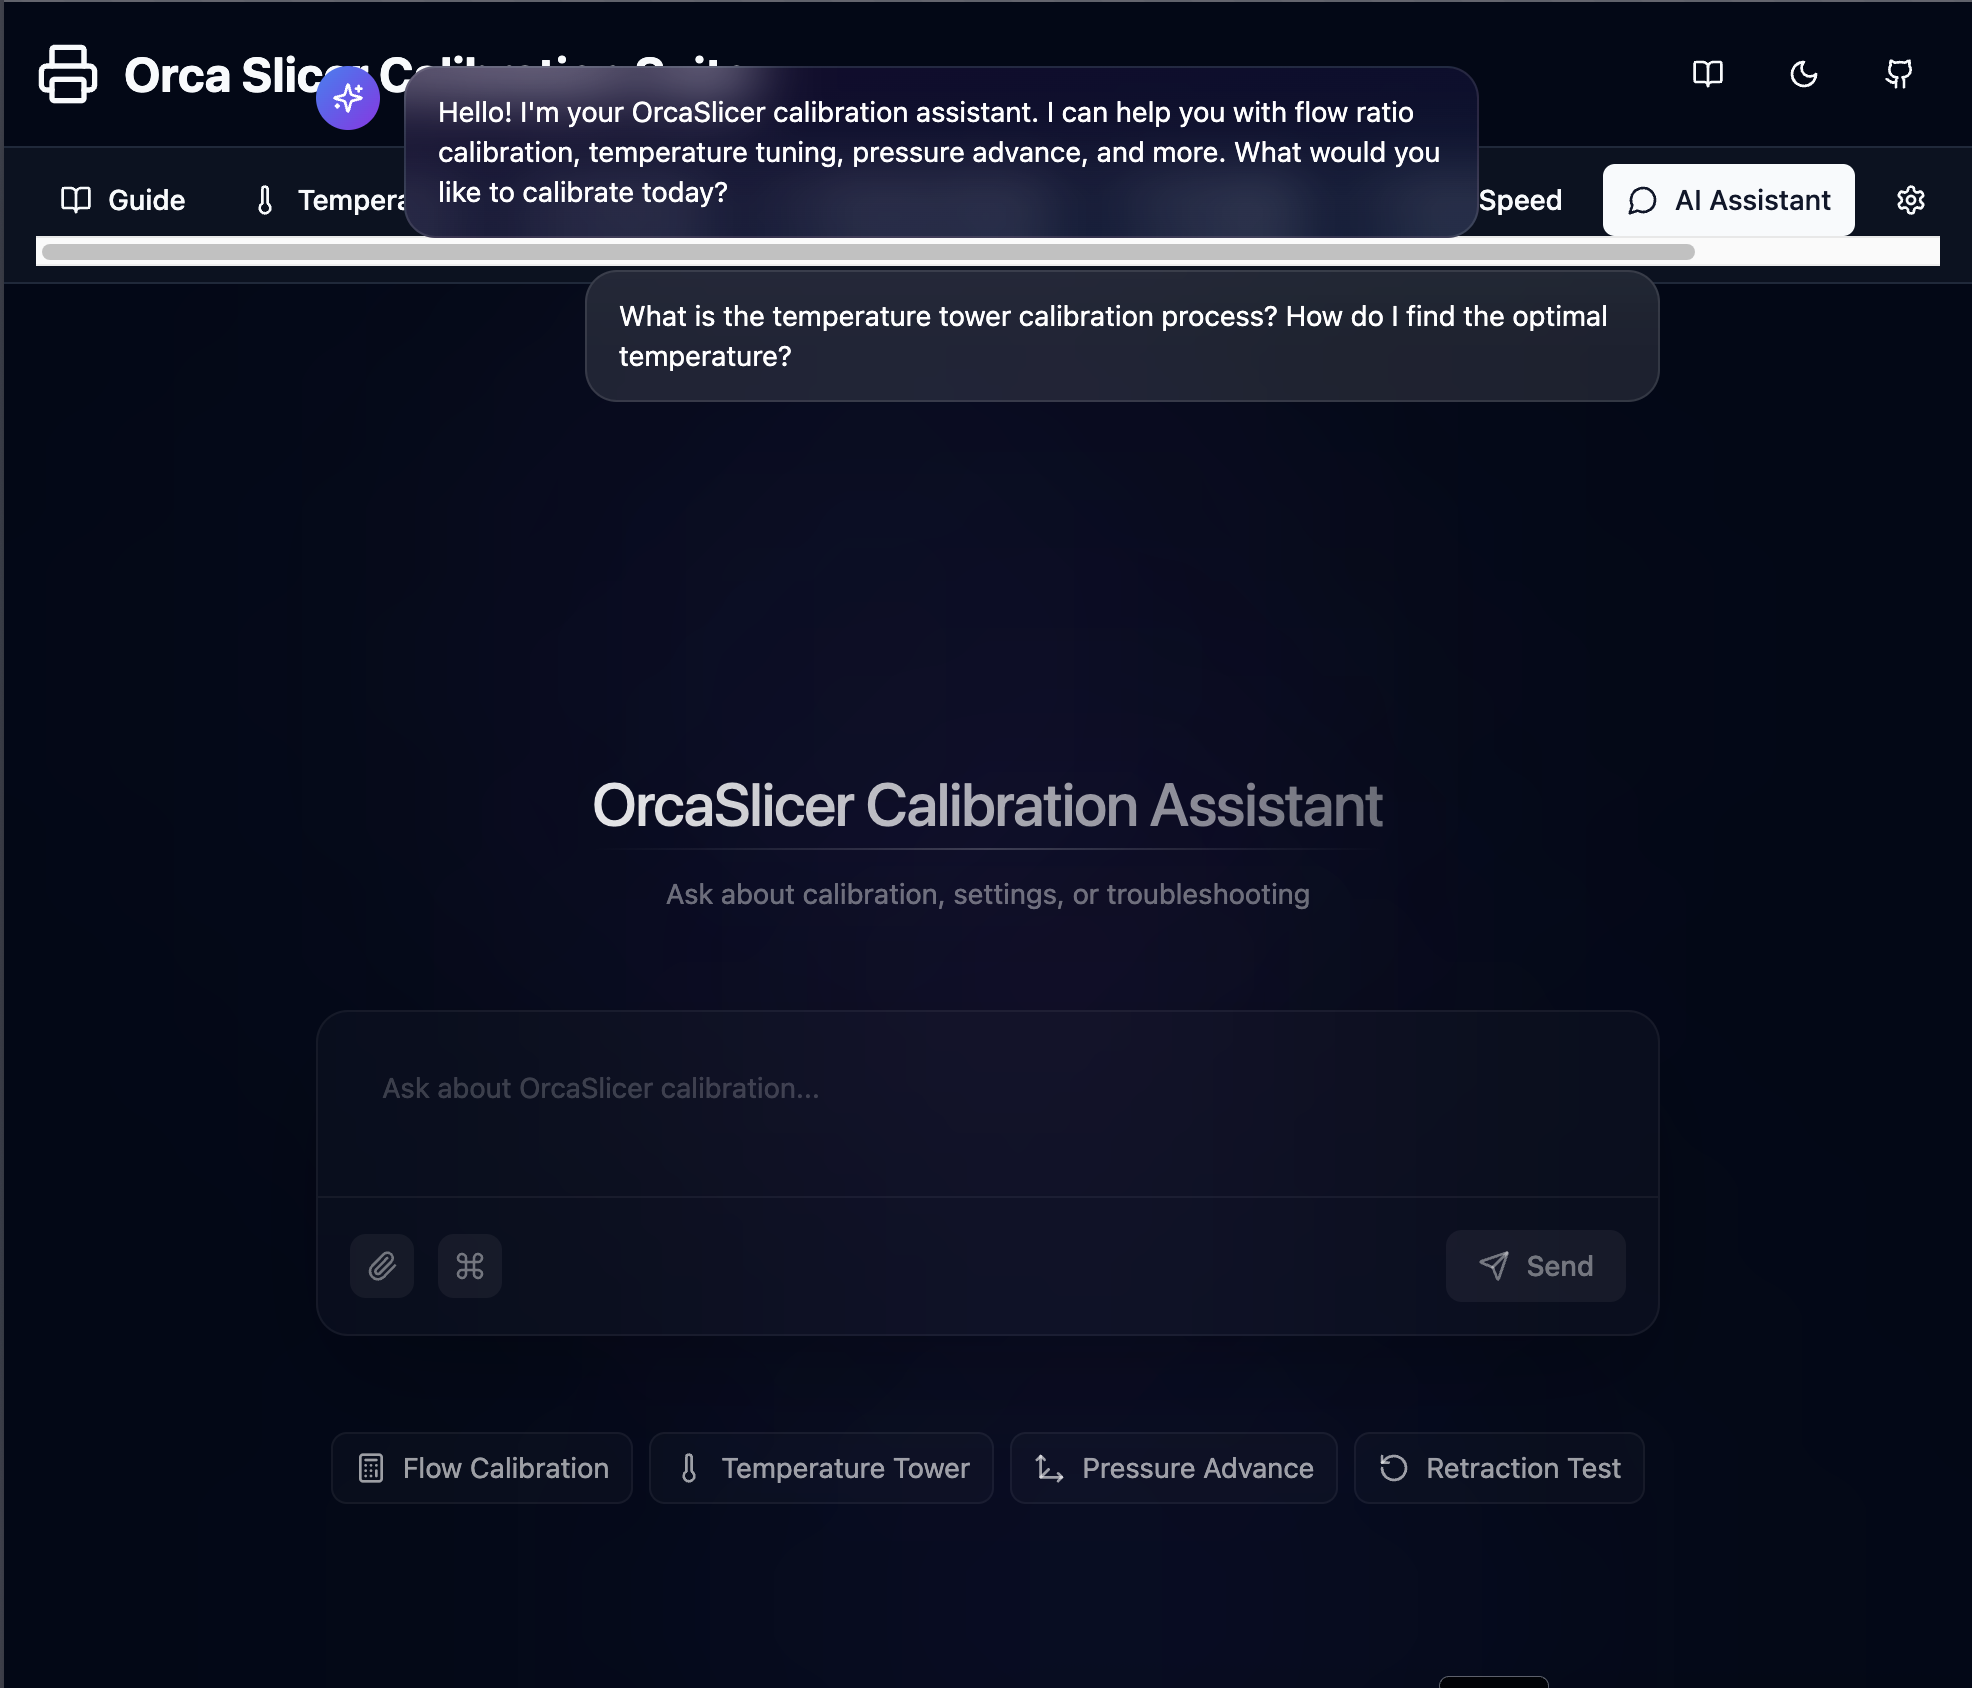 Orca Slicer Calibration Suite
Hello! I'm your OrcaSlicer calibration assistant. I can help you with flow ratio
calibration, temperature tuning, pressure advance, and more. What would you
like to calibrate today?
Guide
Tempera
Speed
AI Assistant
What is the temperature tower calibration process? How do I find the optimal
temperature?
OrcaSlicer Calibration Assistant
Ask about calibration, settings, or troubleshooting
Ask about OrcaSlicer calibration...
Send
Flow Calibration
Temperature Tower
Pressure Advance
Retraction Test